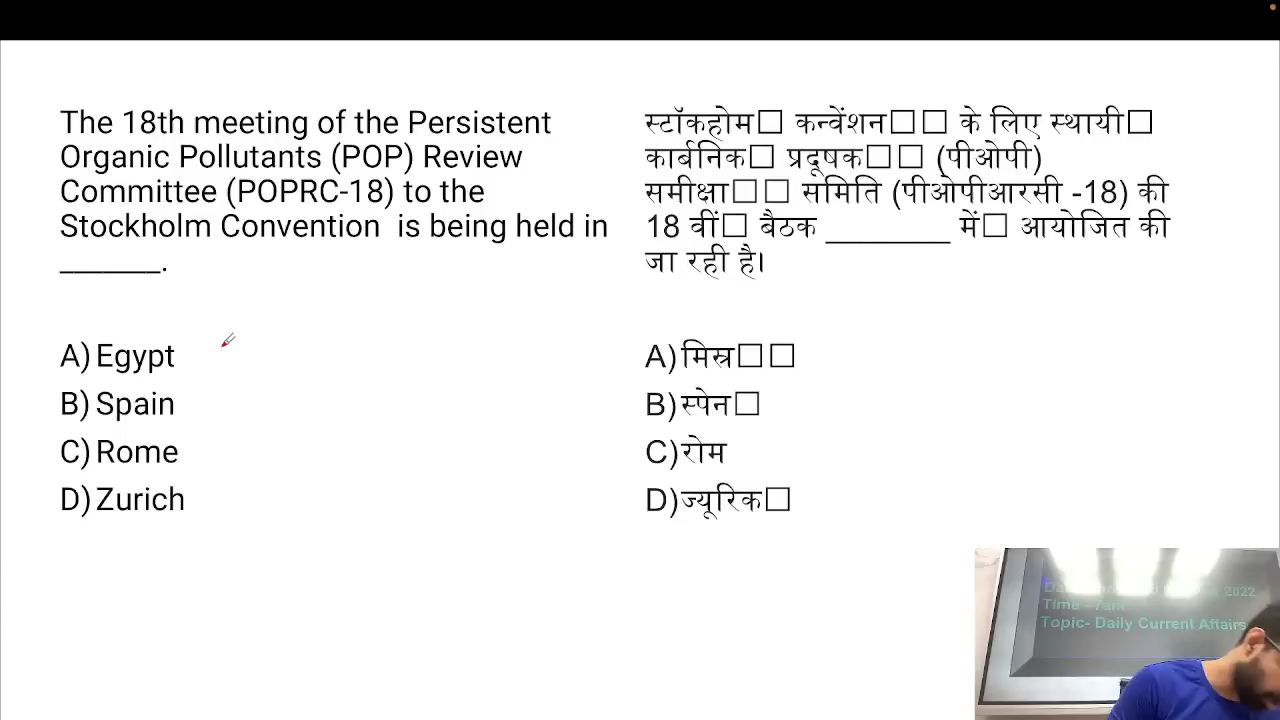 The 18th meeting of the Persistent
Organic Pollutants (POP) Review
Committee (POPRC-18) to the
Stockholm Convention is being held in
_______.
A) Egypt
B) Spain
C) Rome
D) Zurich
स्टॉकहोम□ कन्वेंशन□□ के लिए स्थायी□
कार्बनिक□ प्रदूषक□□ (पीओपी)
समीक्षा□□ समिति (पीओपीआरसी -18) की
18 वीं□ बैठक ________ में□ आयोजित की
जा रही है।
A) मिस्र□□
B) स्पेन□
C) रोम
D) ज्यूरिक□
2022
Time -7am
Topic- Daily Current Affairs